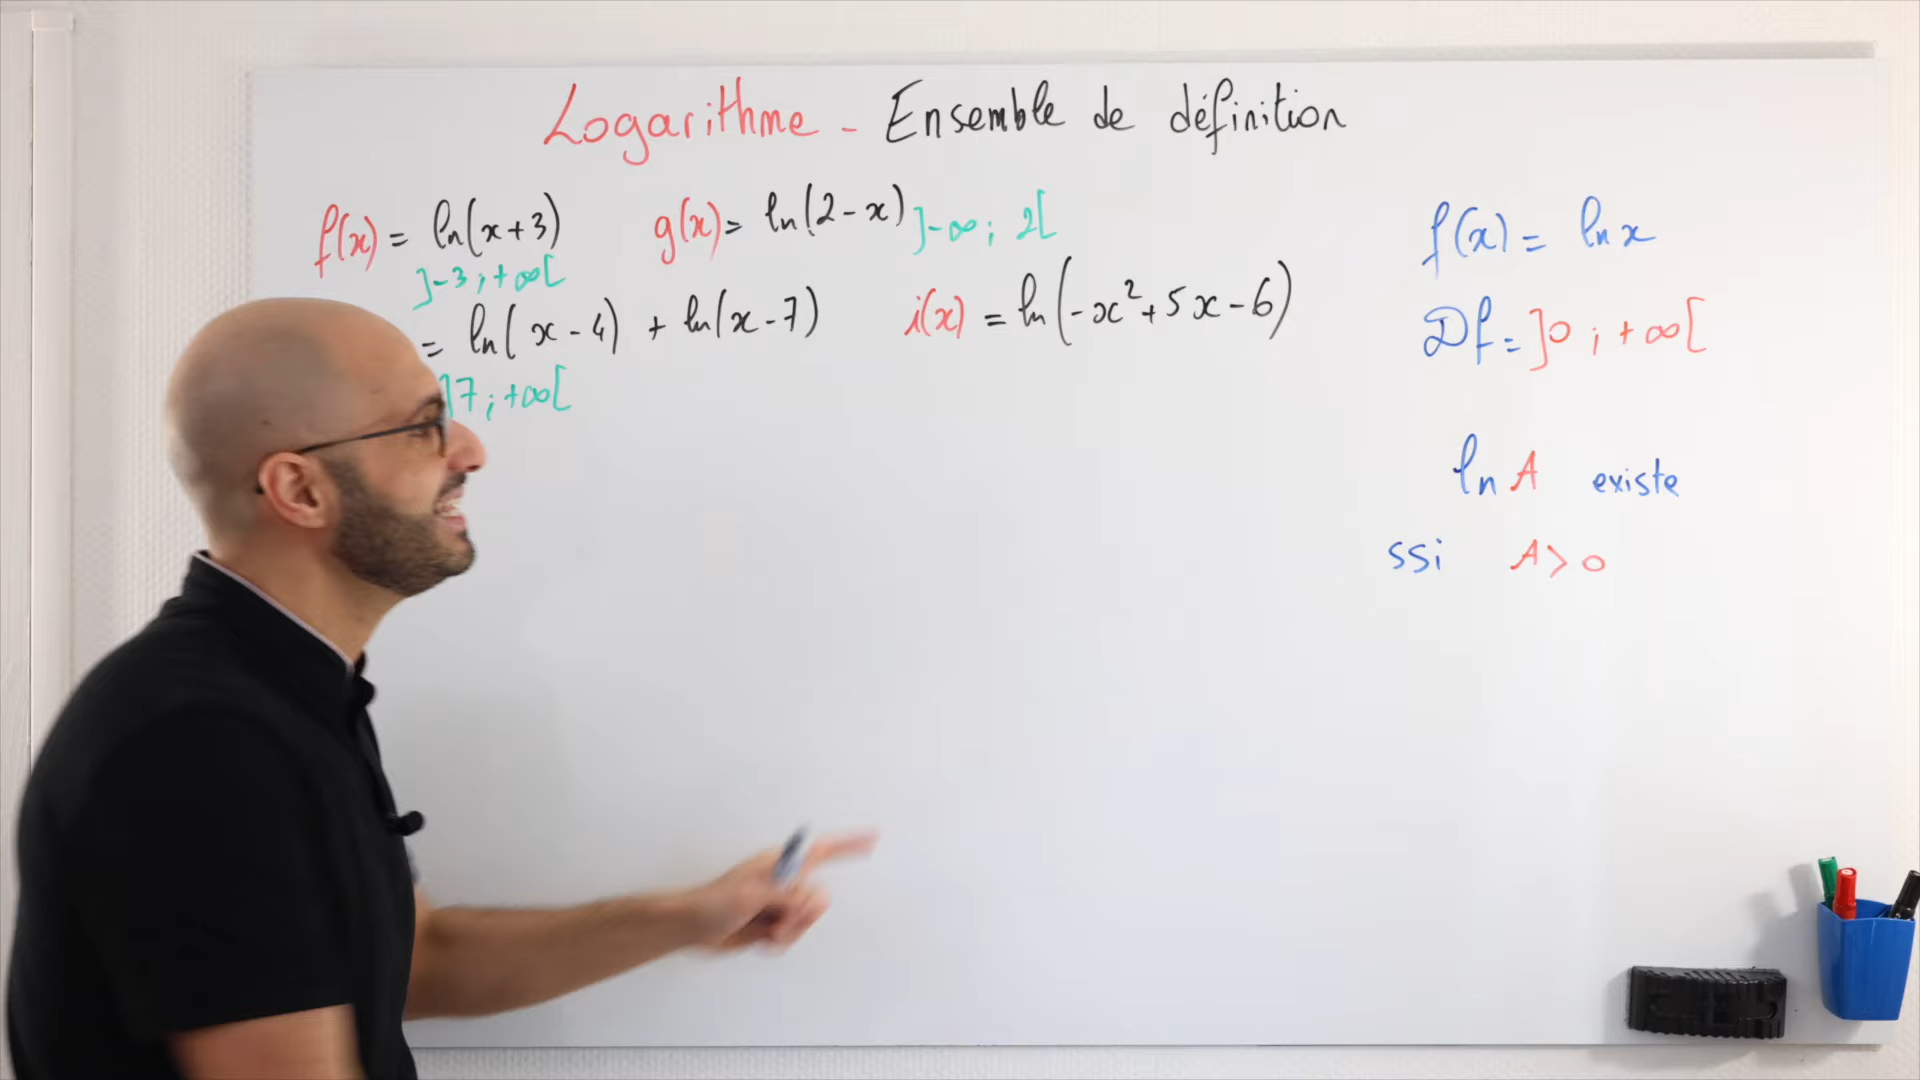 Logarithme - Ensemble de définition
f(x) = ln(x+3)
]-3 ; +∞[
g(x) = ln(2-x) ]-∞ ; 2[
= ln(x-4) + ln(x-7)
]7 ; +∞[
i(x) = ln(-x²+5x-6)
f(x) = ln x
Df = ]0 ; +∞[
ln A existe
ssi A > 0